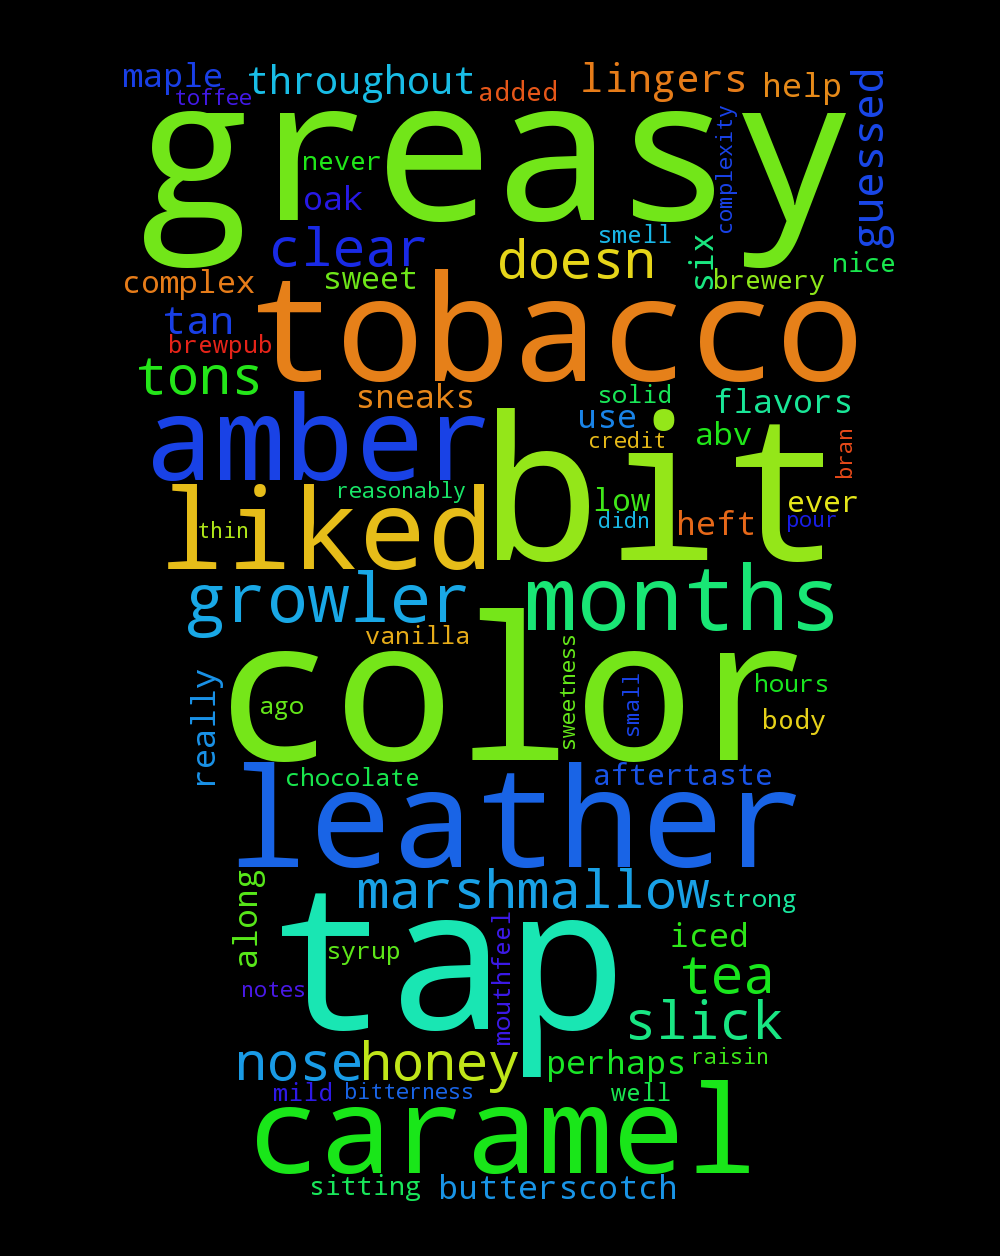 maple throughout added lingers help
toffee
greasy
guessed
complexity
never
oak
clear
smell
doesn
six
nice
complex sweet brewery
tobacco
tan
brewpub
tons
sneaks
solid
flavors
use
amber
credit
abv
bran
bit
liked
reasonably
low
ever
thin
didn
heft
pour
growler
months
vanilla
color
sweetness
really
small
hours
ago
body
chocolate
aftertaste
leather
marshmallow
strong
along
tap
mouthfeel
syrup
iced
tea
notes
slick
nose
honey
perhaps
raisin
mild
bitterness
well
caramel
sitting
butterscotch